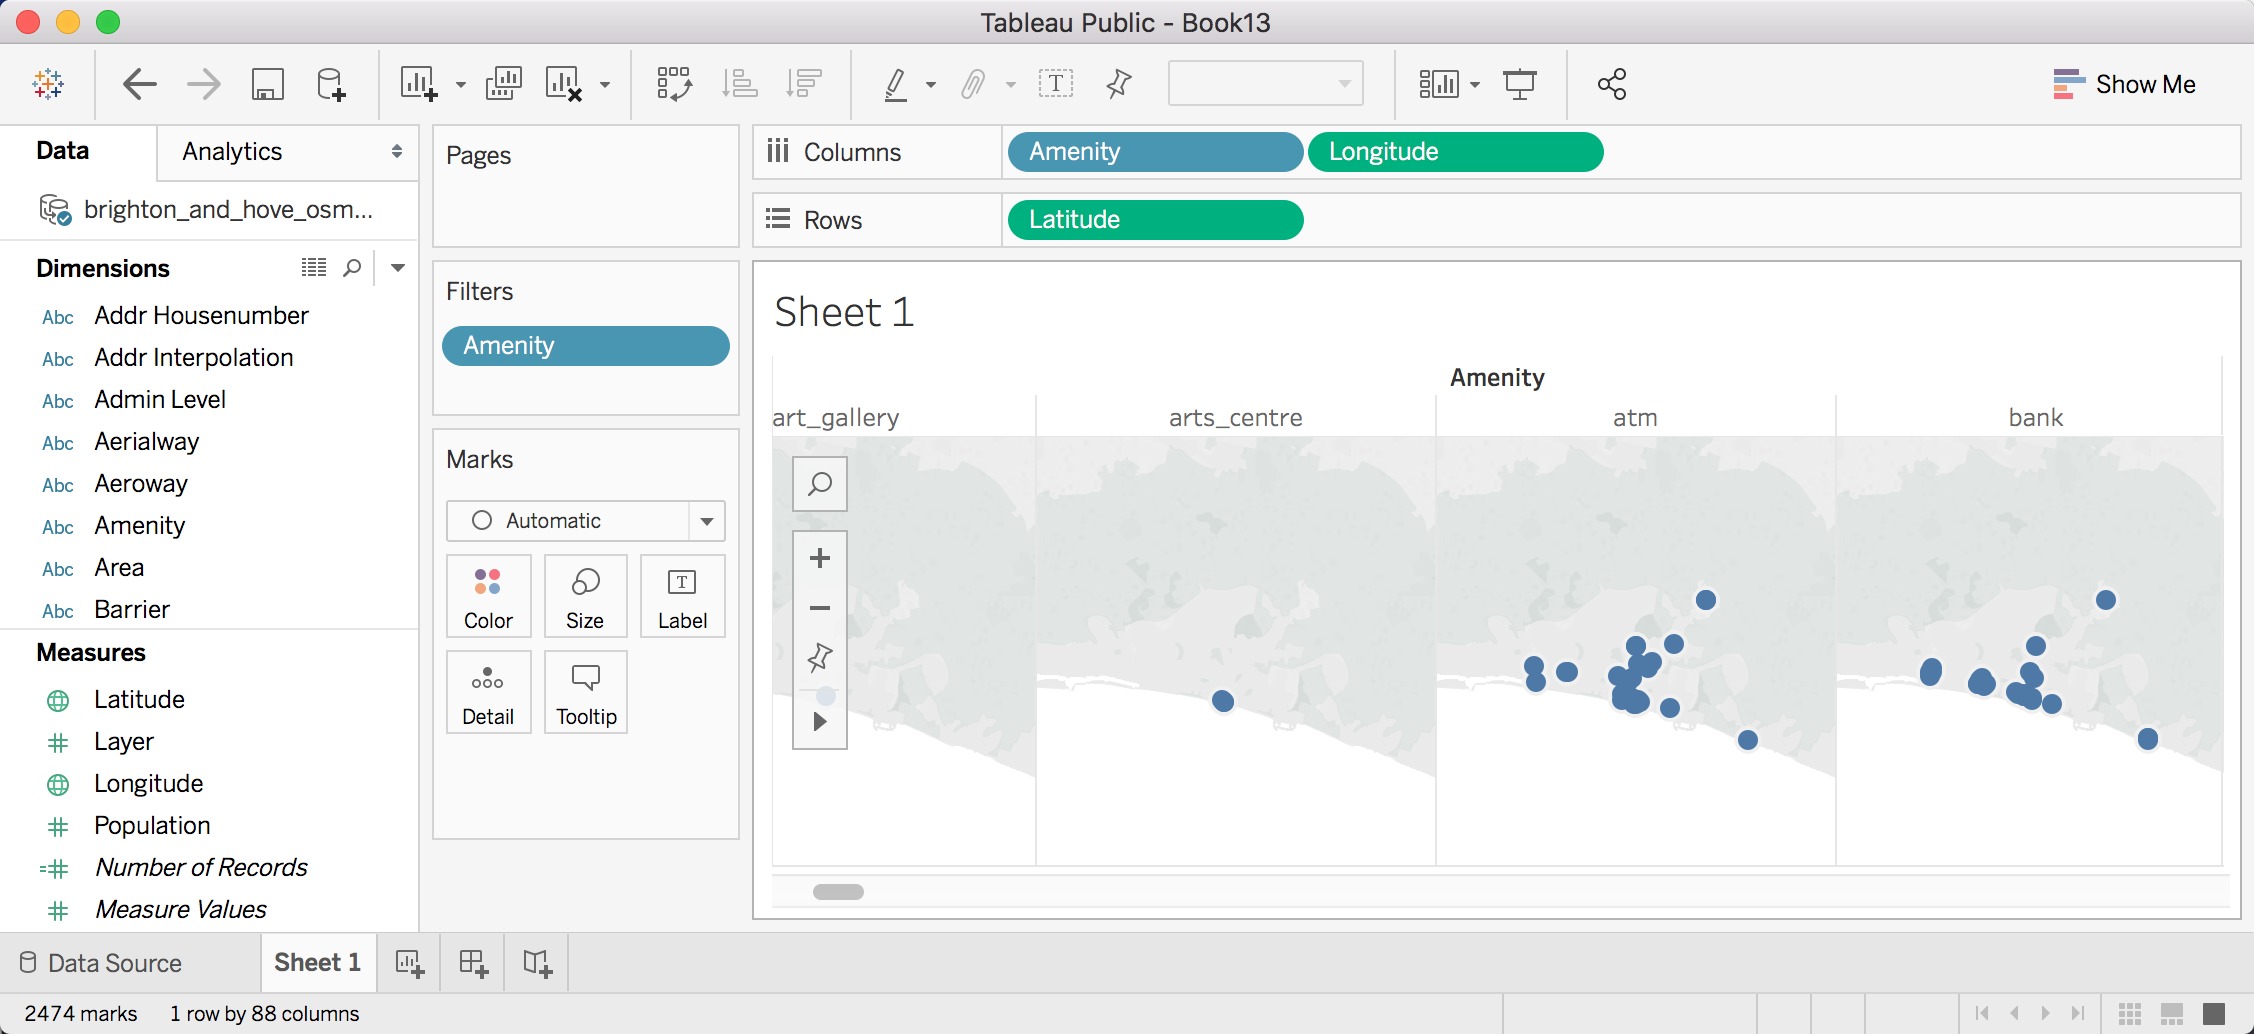 Tableau Public - Book13
Show Me
Data
Analytics
brighton_and_hove_osm...
Dimensions
Abc Addr Housenumber
Abc Addr Interpolation
Abc Admin Level
Abc Aerialway
Abc Aeroway
Abc Amenity
Abc Area
Abc Barrier
Measures
Latitude
Layer
Longitude
Population
Number of Records
Measure Values
Pages
Filters
Amenity
Marks
Automatic
Color
Size
Label
Detail
Tooltip
Columns Amenity Longitude
Rows Latitude
Sheet 1
Amenity
art_gallery arts_centre atm bank
Data Source
Sheet 1
2474 marks 1 row by 88 columns